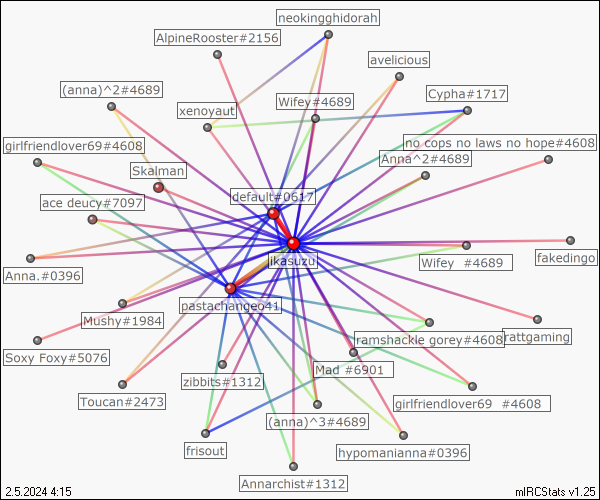 neokingghidorah
AlpineRooster#2156
avelicious
(anna)^2#4689
Wifey#4689
Cypha#1717
xenoyaut
girlfriendlover69#4608
no cops no laws no hope#4608
Anna^2#4689
Skalman
default#0617
ace deucy#7097
jkasuzu
Anna.#0396
Wifey  #4689
fakedingo
pastachangeo41
Mushy#1984
ramshackle gorey#4608
rattgaming
Soxy Foxy#5076
zibbits#1312
Mad #6901
Toucan#2473
girlfriendlover69  #4608
(anna)^3#4689
frisout
hypomanianna#0396
Annarchist#1312
2.5.2024 4:15
mIRCStats v1.25